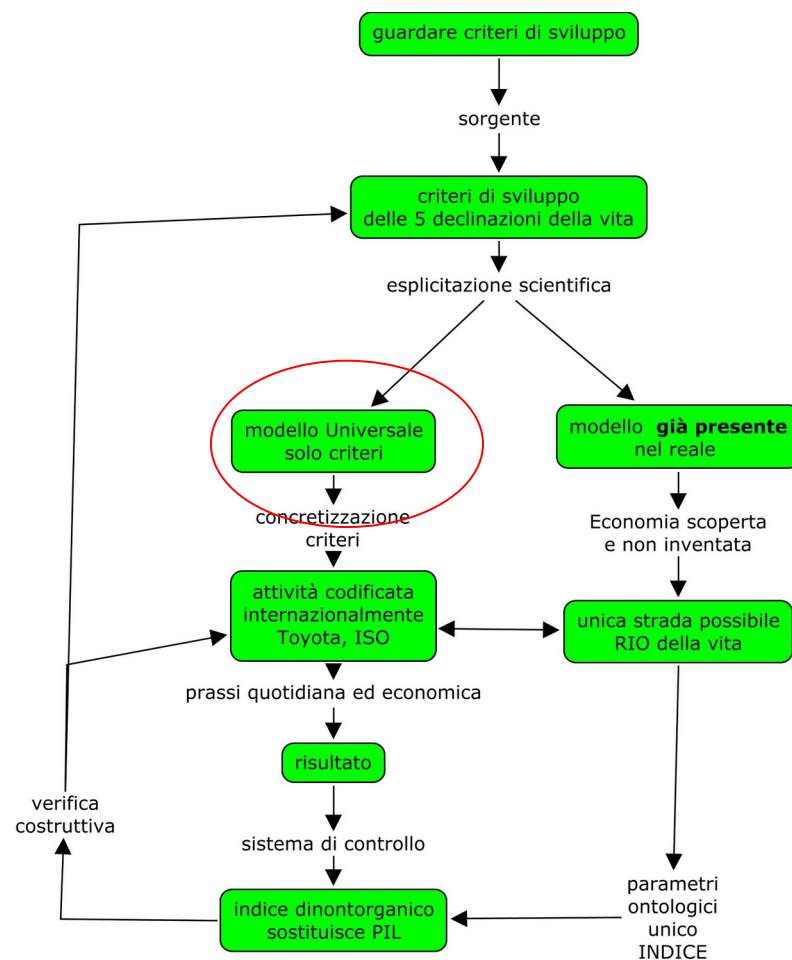 guardare criteri di sviluppo
sorgente
criteri di sviluppo
delle 5 declinazioni della vita
esplicitazione scientifica
modello Universale
solo criteri
modello già presente
nel reale
concretizzazione
criteri
Economia scoperta
e non inventata
attività codificata
internazionalmente
Toyota, ISO
unica strada possibile
RIO della vita
prassi quotidiana ed economica
risultato
verifica
costruttiva
sistema di controllo
indice dinontorganico
sostituisce PIL
parametri
ontologici
unico
INDICE